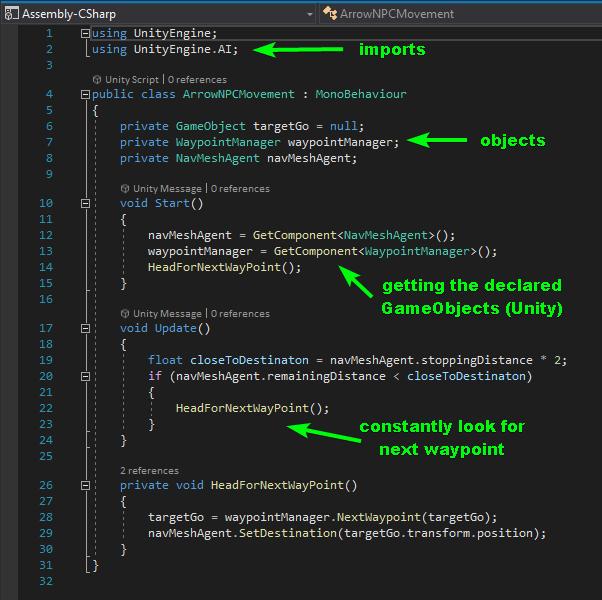 Assembly-CSharp ArrowNPCMovement
1 using UnityEngine;
2 using UnityEngine.AI; imports
3
Unity Script | 0 references
4 public class ArrowNPCMovement : MonoBehaviour
5 {
6 private GameObject targetGo = null;
7 private WaypointManager waypointManager; objects
8 private NavMeshAgent navMeshAgent;
9
Unity Message | 0 references
10 void Start()
11 {
12 navMeshAgent = GetComponent<NavMeshAgent>();
13 waypointManager = GetComponent<WaypointManager>();
14 HeadForNextWayPoint();
15 }
getting the declared
GameObjects (Unity)
16
Unity Message | 0 references
17 void Update()
18 {
19 float closeToDestinaton = navMeshAgent.stoppingDistance * 2;
20 if (navMeshAgent.remainingDistance < closeToDestinaton)
21 {
22 HeadForNextWayPoint();
23 }
constantly look for
next waypoint
24 }
25
2 references
26 private void HeadForNextWayPoint()
27 {
28 targetGo = waypointManager.NextWaypoint(targetGo);
29 navMeshAgent.SetDestination(targetGo.transform.position);
30 }
31 }
32